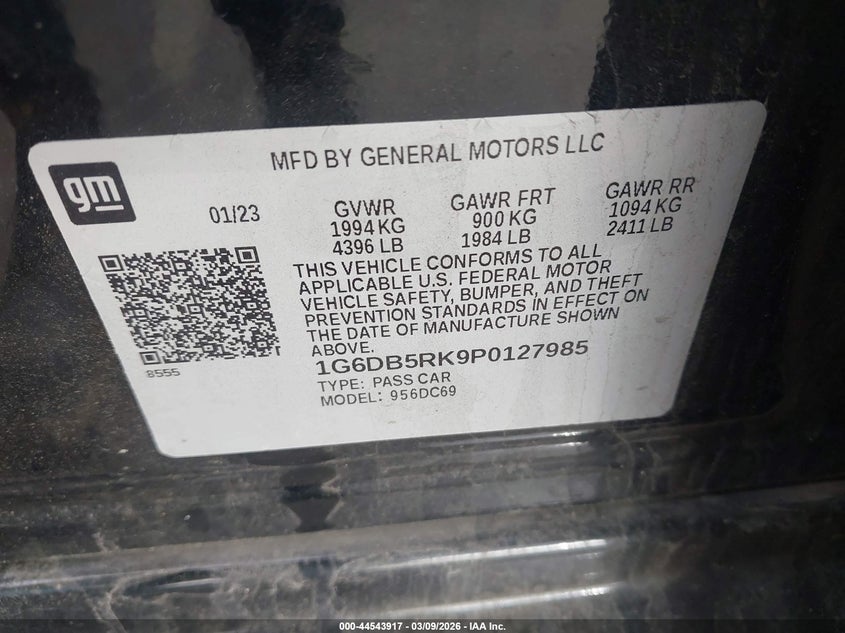 MFD BY GENERAL MOTORS LLC
gm
01/23
GVWR
1994 KG
4396 LB
GAWR FRT
900 KG
1984 LB
GAWR RR
1094 KG
2411 LB
THIS VEHICLE CONFORMS TO ALL
APPLICABLE U.S. FEDERAL MOTOR
VEHICLE SAFETY, BUMPER, AND THEFT
PREVENTION STANDARDS IN EFFECT ON
THE DATE OF MANUFACTURE SHOWN
ABOVE.
8555
1G6DB5RK9P0127985
TYPE: PASS CAR
MODEL: 956DC69
000-44543917 - 03/09/2026 - IAA Inc.